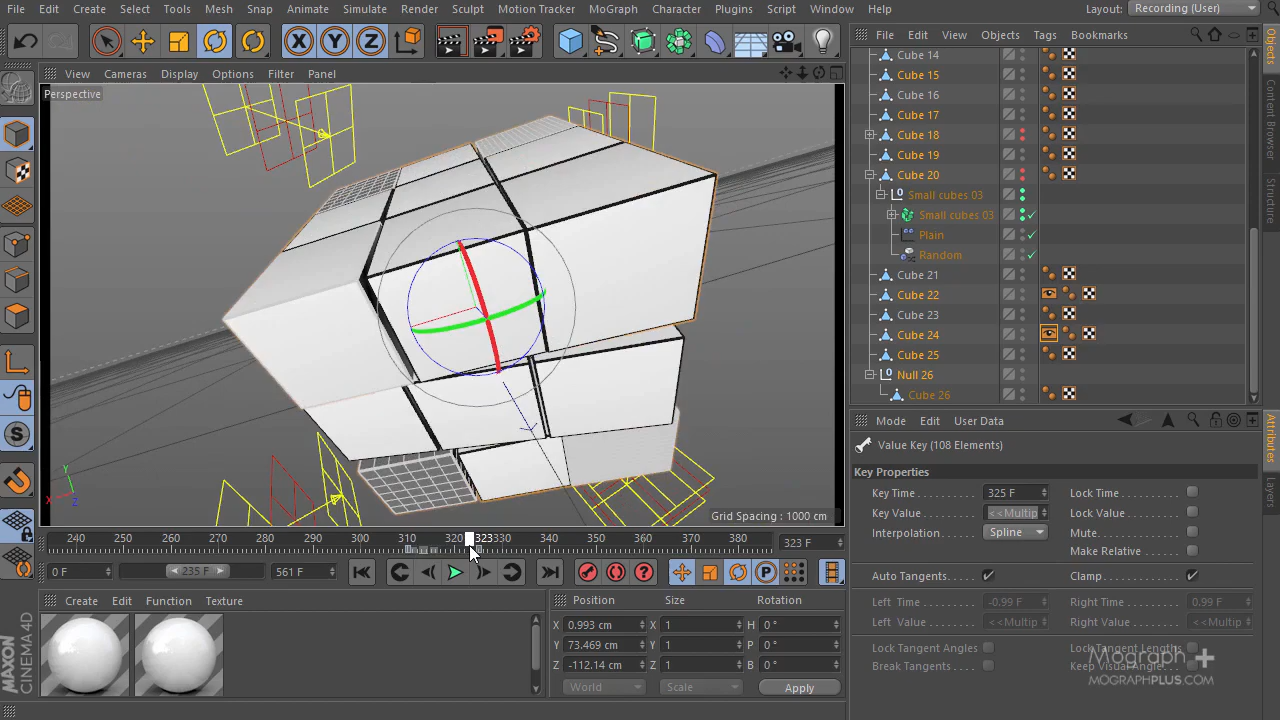 File Edit Create Select Tools Mesh Snap Animate Simulate Render Sculpt Motion Tracker MoGraph Character Plugins Script Window Help Layout: Recording (User)
X Y Z
File Edit View Objects Tags Bookmarks
View Cameras Display Options Filter Panel
Perspective
Cube 14
Cube 15
Cube 16
Cube 17
Cube 18
Cube 19
Cube 20
Small cubes 03
Small cubes 03
Plain
Random
Cube 21
Cube 22
Cube 23
Cube 24
Cube 25
Null 26
Cube 26
Objects
Content Browser
Structure
Mode Edit User Data
Value Key (108 Elements)
Key Properties
Key Time 325 F Lock Time
Key Value <<Multip Lock Value
Interpolation Spline Mute:
Make Relative
Auto Tangents Clamp
Left Time -0.99 F Right Time 0.99 F
Left Value <<Multip Right Value <<Multip
Lock Tangent Angles Lock Tangent Lengths
Break Tangents Keep Visual Angle
Attributes
Layers
Y
X
Z
Grid Spacing : 1000 cm
240 250 260 270 280 290 300 310 320 323 330 340 350 360 370 380 323 F
0 F 235 F 561 F
Create Edit Function Texture
Position Size Rotation
X 0.993 cm X 1 H 0 °
Y 73.469 cm Y 1 P 0 °
Z -112.14 cm Z 1 B 0 °
World Scale Apply
MAXON
CINEMA 4D
Mograph +
MOGRAPHPLUS.COM